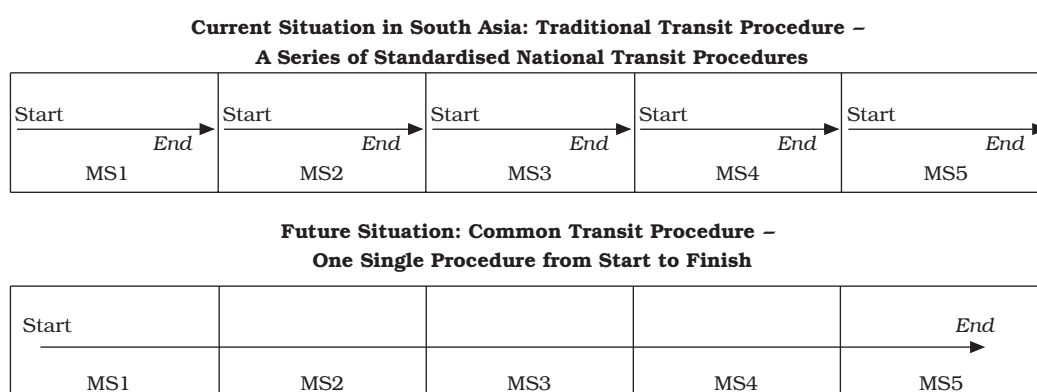 Current Situation in South Asia: Traditional Transit Procedure –
A Series of Standardised National Transit Procedures
Start Start Start Start Start
End End End End End
MS1 MS2 MS3 MS4 MS5
Future Situation: Common Transit Procedure –
One Single Procedure from Start to Finish
Start End
MS1 MS2 MS3 MS4 MS5